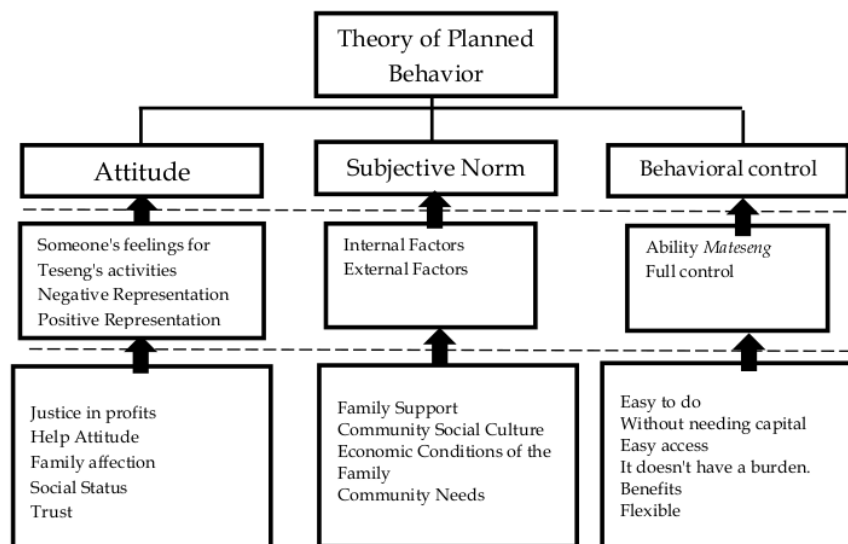 Theory of Planned
Behavior
Attitude
Subjective Norm
Behavioral control
Someone's feelings for
Teseng's activities
Negative Representation
Positive Representation
Internal Factors
External Factors
Ability Mateseng
Full control
Justice in profits
Help Attitude
Family affection
Social Status
Trust
Family Support
Community Social Culture
Economic Conditions of the
Family
Community Needs
Easy to do
Without needing capital
Easy access
It doesn't have a burden.
Benefits
Flexible